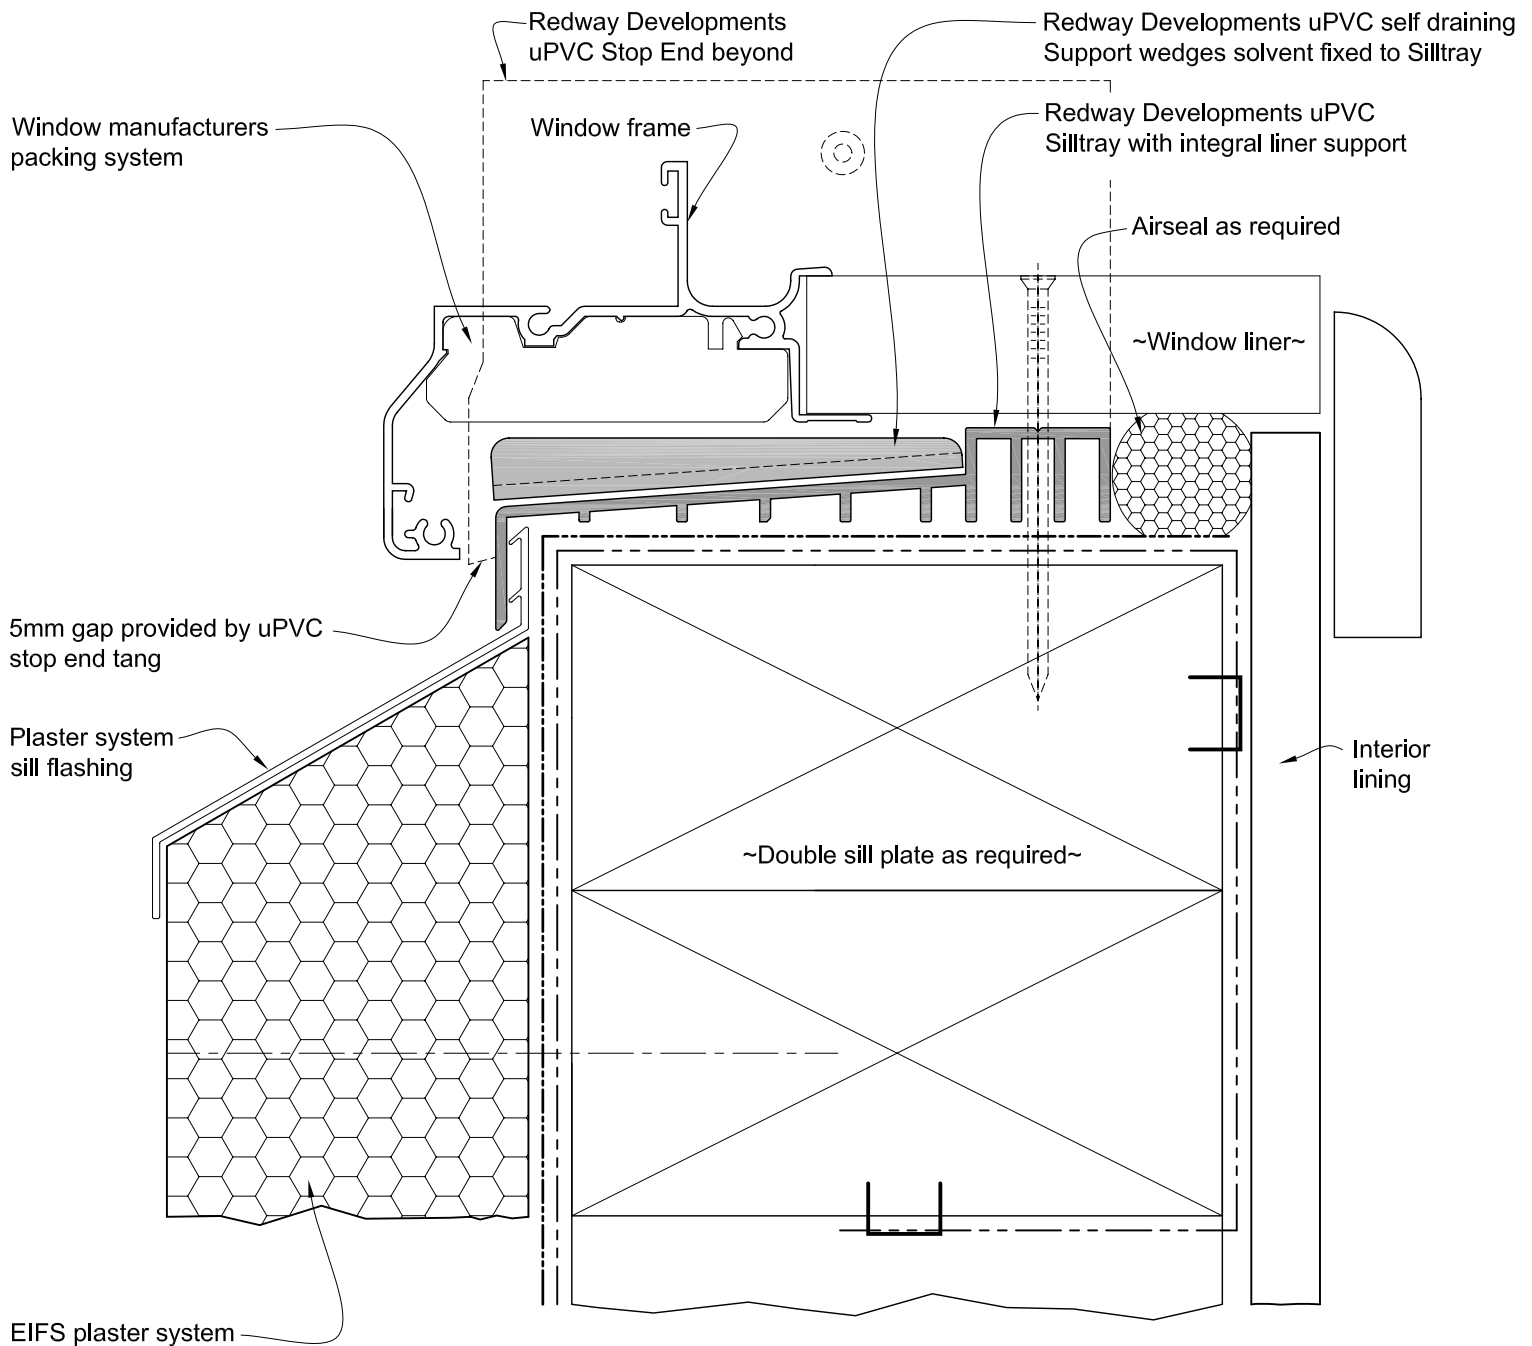 Redway Developments
uPVC Stop End beyond
Redway Developments uPVC self draining
Support wedges solvent fixed to Silltray
Window manufacturers
packing system
Window frame
Redway Developments uPVC
Silltray with integral liner support
Airseal as required
~Window liner~
5mm gap provided by uPVC
stop end tang
Plaster system
sill flashing
Interior
lining
~Double sill plate as required~
EIFS plaster system